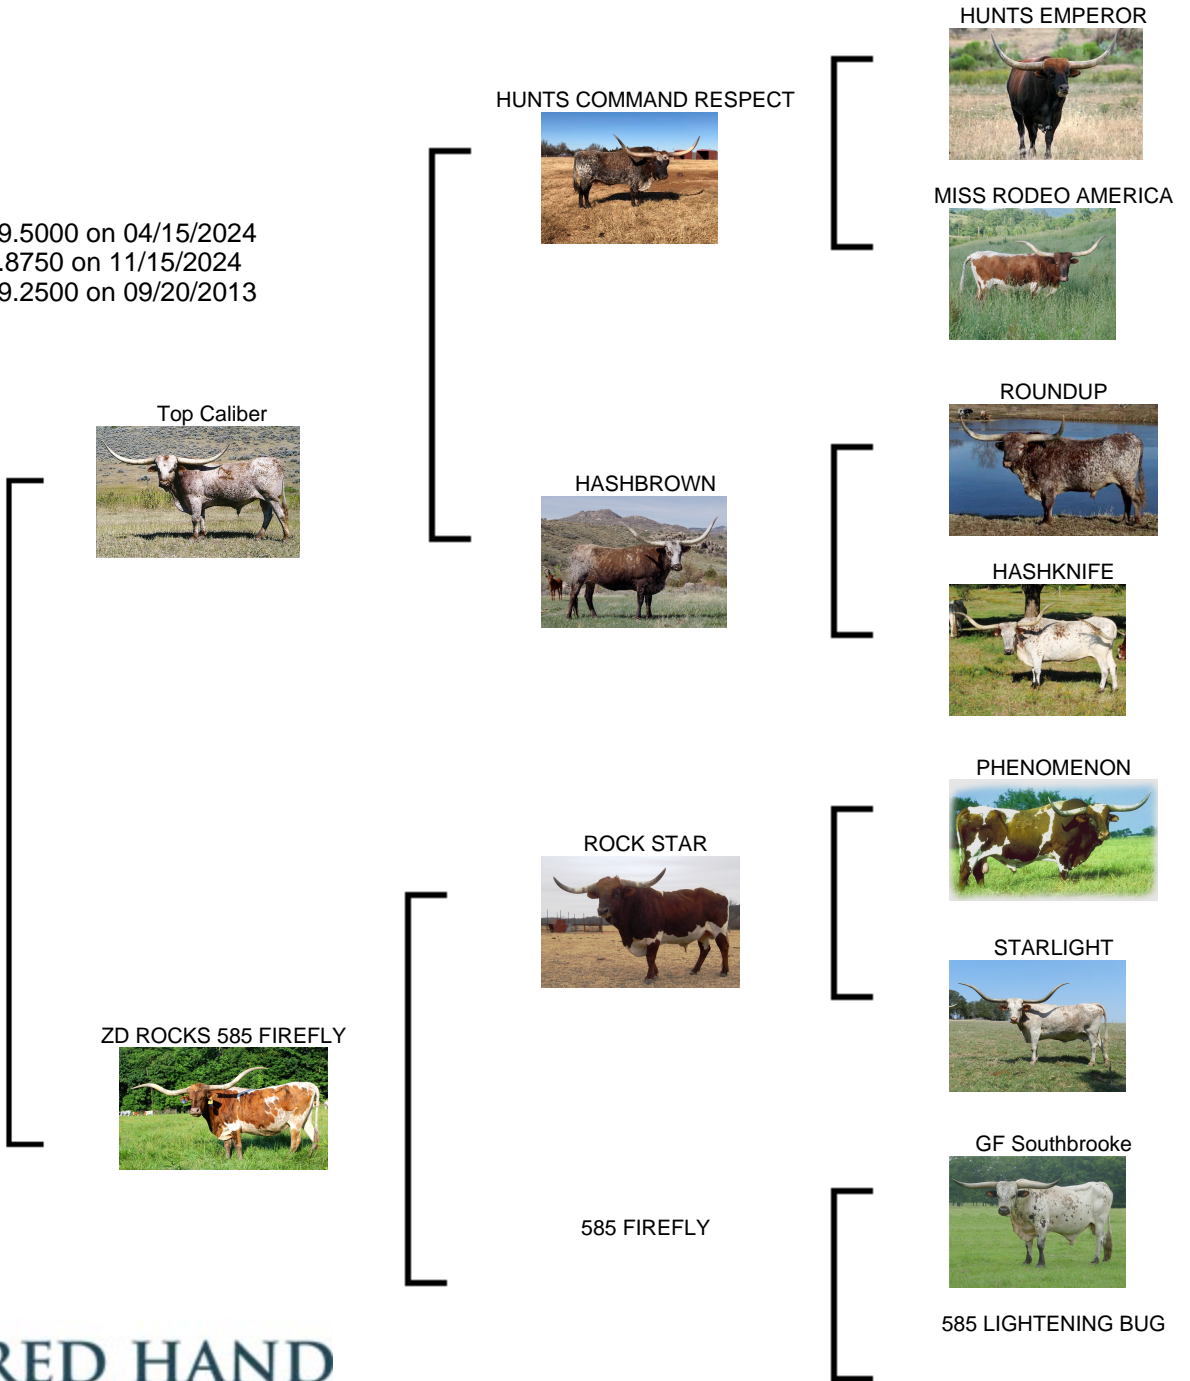 HUNTS EMPEROR
HUNTS COMMAND RESPECT
MISS RODEO AMERICA
9.5000 on 04/15/2024
.8750 on 11/15/2024
9.2500 on 09/20/2013
ROUNDUP
Top Caliber
HASHBROWN
HASHKNIFE
PHENOMENON
ROCK STAR
STARLIGHT
ZD ROCKS 585 FIREFLY
GF Southbrooke
585 FIREFLY
585 LIGHTENING BUG
RED HAND